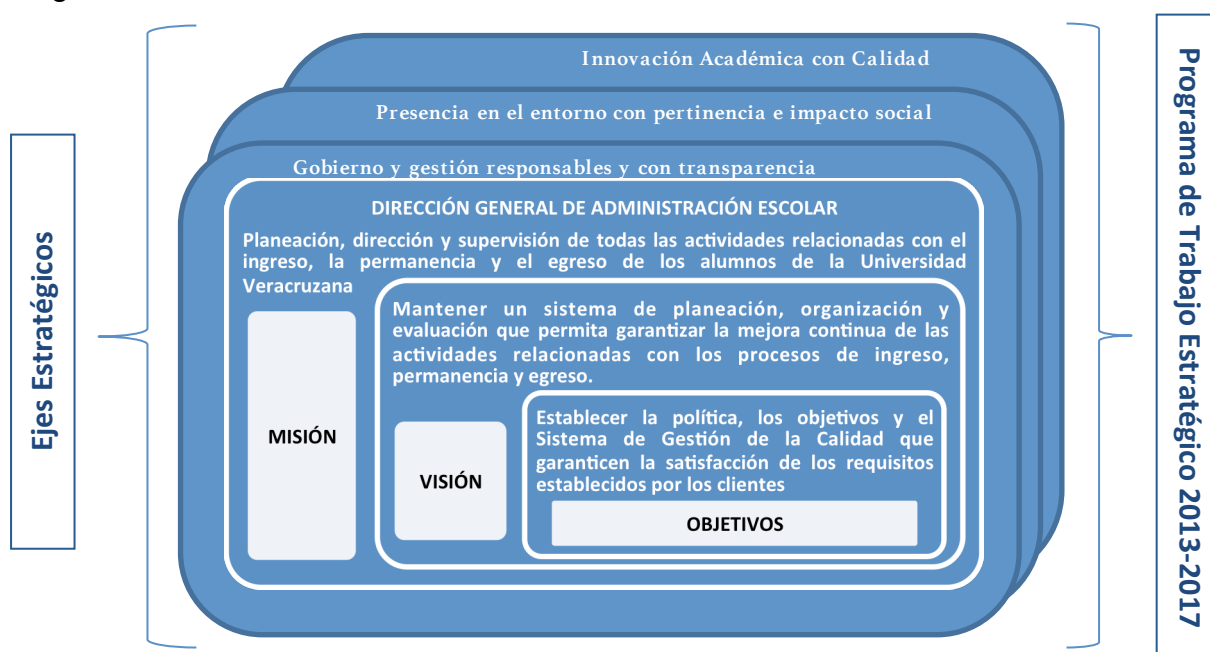 Ejes Estratégicos
Innovación Académica con Calidad
Presencia en el entorno con pertinencia e impacto social
Gobierno y gestión responsables y con transparencia
DIRECCIÓN GENERAL DE ADMINISTRACIÓN ESCOLAR
Planeación, dirección y supervisión de todas las actividades relacionadas con el
ingreso, la permanencia y el egreso de los alumnos de la Universidad
Veracruzana
MISIÓN
Mantener un sistema de planeación, organización y
evaluación que permita garantizar la mejora continua de las
actividades relacionadas con los procesos de ingreso,
permanencia y egreso.
VISIÓN
Establecer la política, los objetivos y el
Sistema de Gestión de la Calidad que
garanticen la satisfacción de los requisitos
establecidos por los clientes
OBJETIVOS
Programa de Trabajo Estratégico 2013-2017